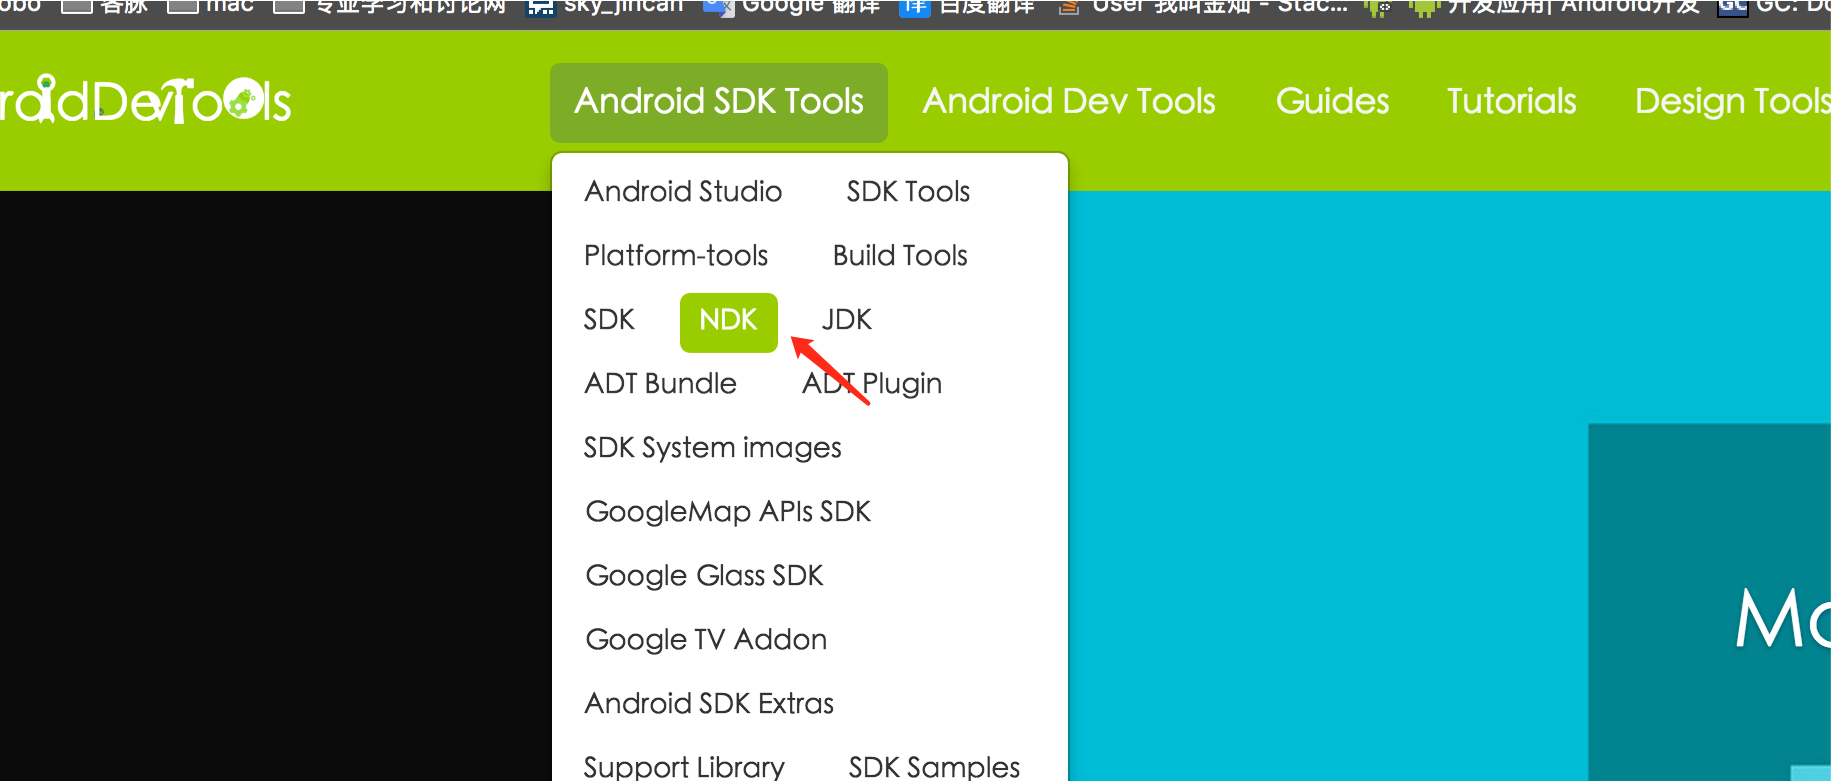 obo 客脉 mac 专业学习和讨论网 sky_jincan Google 翻译 译 百度翻译 User 我叫金灿 - Stac... 开发应用| Android开发 GC GC: Do
roidDevTools Android SDK Tools Android Dev Tools Guides Tutorials Design Tools
Android Studio SDK Tools
Platform-tools Build Tools
SDK NDK JDK
ADT Bundle ADT Plugin
SDK System images
GoogleMap APIs SDK
Google Glass SDK
Mo
Google TV Addon
Android SDK Extras
Support Library SDK Samples